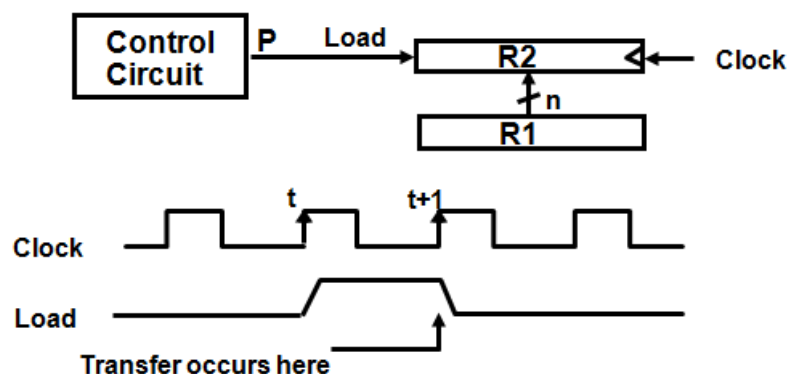 Control
Circuit
P
Load
R2
Clock
n
R1
t
t+1
Clock
Load
Transfer occurs here